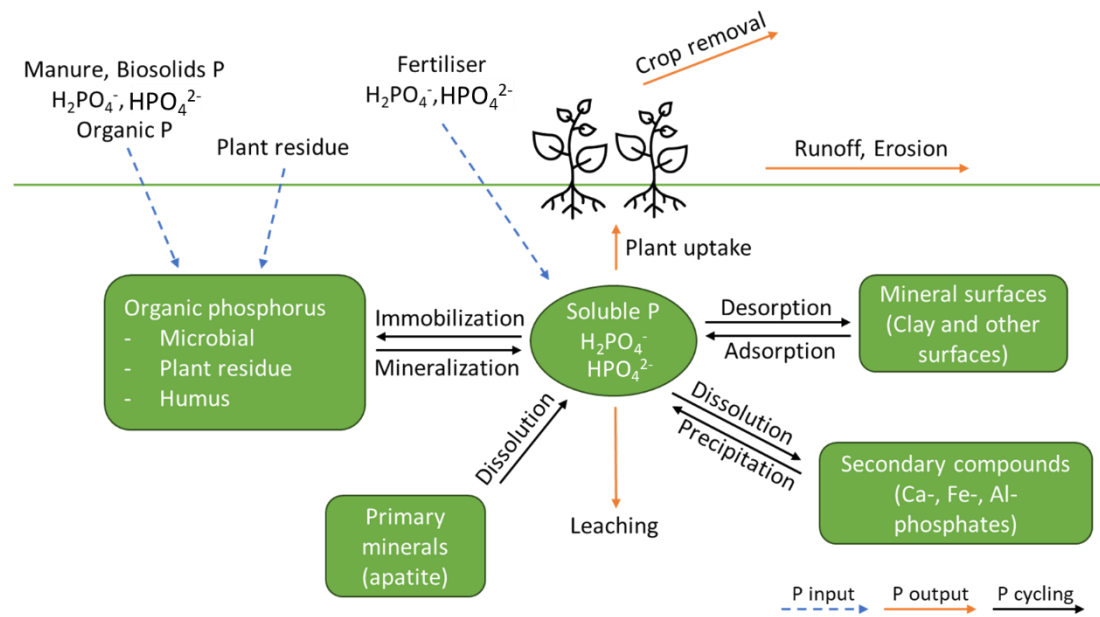 Crop removal
Manure, Biosolids P
H₂PO₄⁻, HPO₄²⁻
Organic P
Plant residue
Fertiliser
H₂PO₄⁻, HPO₄²⁻
Runoff, Erosion
Plant uptake
Organic phosphorus
- Microbial
- Plant residue
- Humus
Immobilization
Mineralization
Soluble P
H₂PO₄⁻
HPO₄²⁻
Desorption
Adsorption
Mineral surfaces
(Clay and other
surfaces)
Dissolution
Dissolution
Precipitation
Secondary compounds
(Ca-, Fe-, Al-
phosphates)
Primary
minerals
(apatite)
Leaching
P input
P output
P cycling